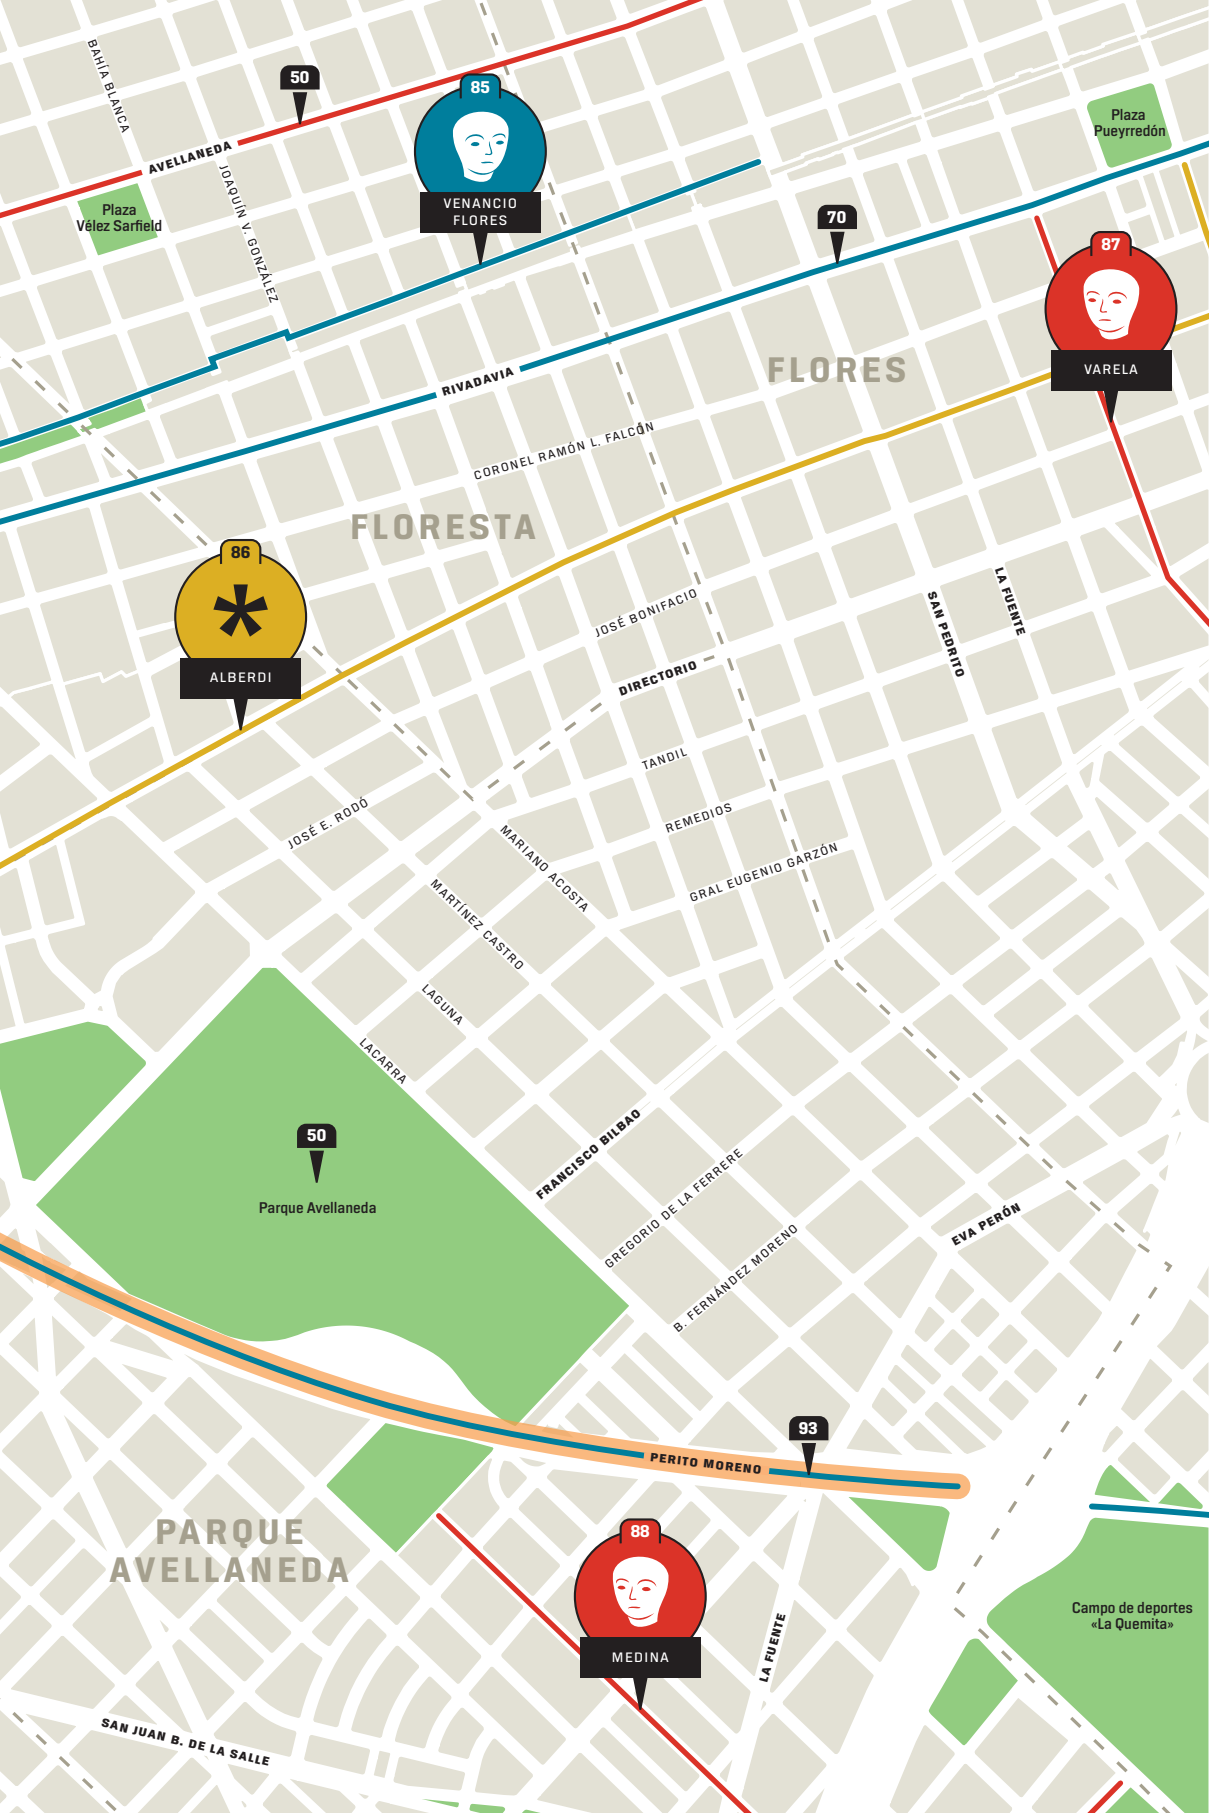 BAHÍA BLANCA
50
AVELLANEDA
85
VENANCIO
FLORES
Plaza
Pueyrredón
Plaza
Vélez Sarfield
JOAQUÍN V. GONZÁLEZ
70
87
VARELA
RIVADAVIA
FLORES
CORONEL RAMÓN L. FALCÓN
FLORESTA
86
ALBERDI
JOSÉ BONIFACIO
DIRECTORIO
SAN PEDRITO
LA FUENTE
TANDIL
JOSÉ E. RODÓ
REMEDIOS
MARIANO ACOSTA
GRAL EUGENIO GARZÓN
MARTÍNEZ CASTRO
LAGUNA
LACARRA
50
Parque Avellaneda
FRANCISCO BILBAO
GREGORIO DE LA FERRERE
B. FERNÁNDEZ MORENO
EVA PERÓN
93
PERITO MORENO
PARQUE
AVELLANEDA
88
MEDINA
LA FUENTE
Campo de deportes
«La Quemita»
SAN JUAN B. DE LA SALLE